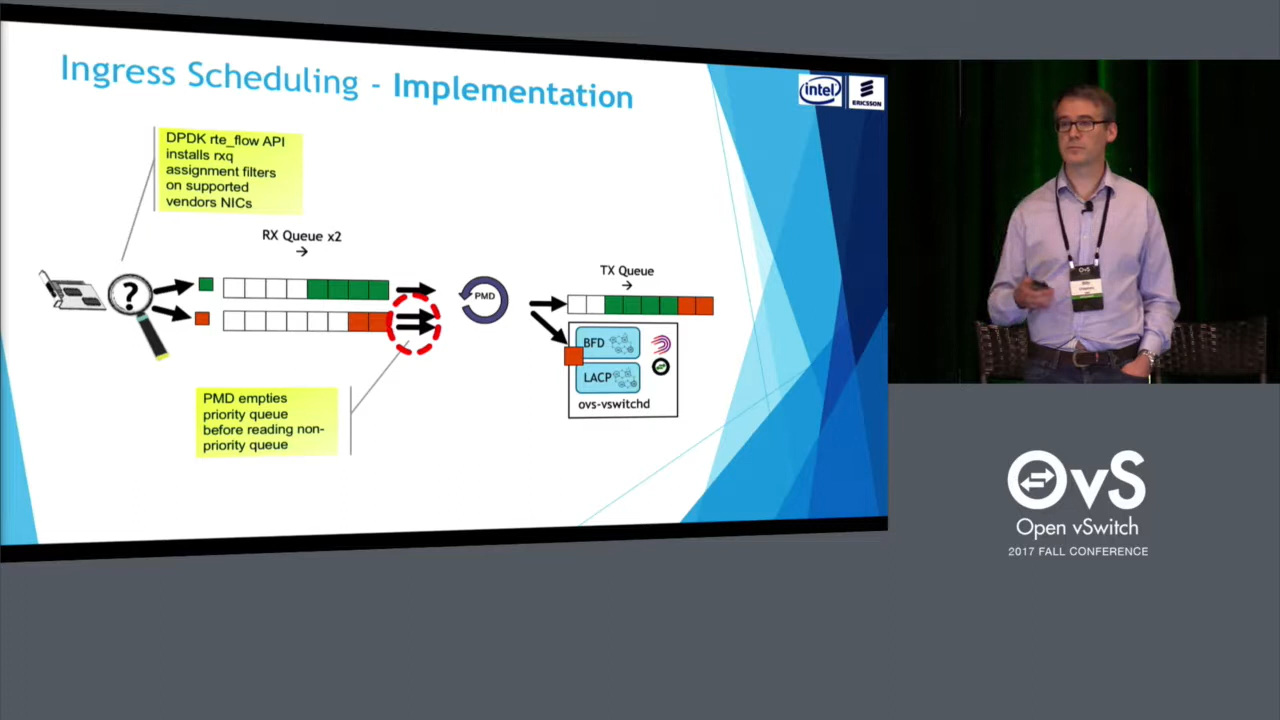 Ingress Scheduling - Implementation
intel
ERICSSON
DPDK rte_flow API
installs rxq
assignment filters
on supported
vendors NICs
RX Queue x2
→
?
PMD
TX Queue
→
BFD
LACP
ovs-vswitchd
PMD empties
priority queue
before reading non-
priority queue
OvS
OvS
Open vSwitch
2017 FALL CONFERENCE